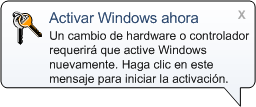 Activar Windows ahora
Un cambio de hardware o controlador
requerirá que active Windows
nuevamente. Haga clic en este
mensaje para iniciar la activación.